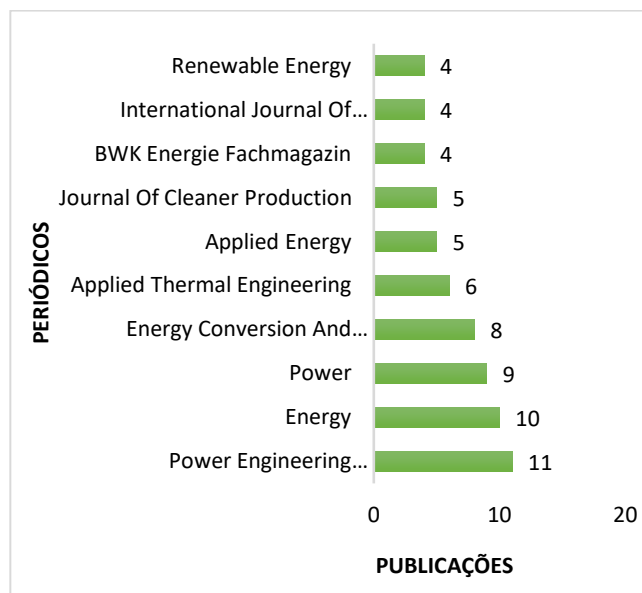 Renewable Energy 4
International Journal Of... 4
BWK Energie Fachmagazin 4
Journal Of Cleaner Production 5
Applied Energy 5
Applied Thermal Engineering 6
Energy Conversion And... 8
Power 9
Energy 10
Power Engineering... 11
0 10 20
PERIÓDICOS
PUBLICAÇÕES